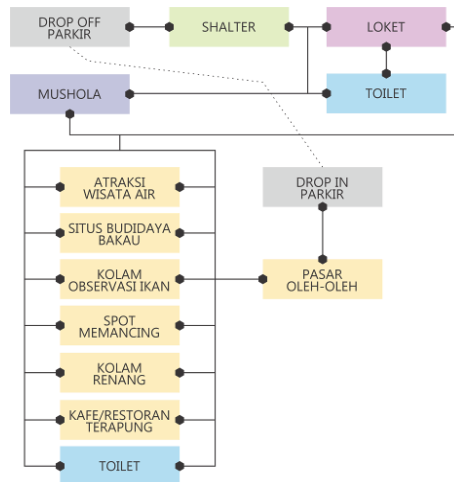 DROP OFF
PARKIR
SHALTER
LOKET
MUSHOLA
TOILET
ATRAKSI
WISATA AIR
DROP IN
PARKIR
SITUS BUDIDAYA
BAKAU
KOLAM
OBSERVASI IKAN
PASAR
OLEH-OLEH
SPOT
MEMANCING
KOLAM
RENANG
KAFE/RESTORAN
TERAPUNG
TOILET